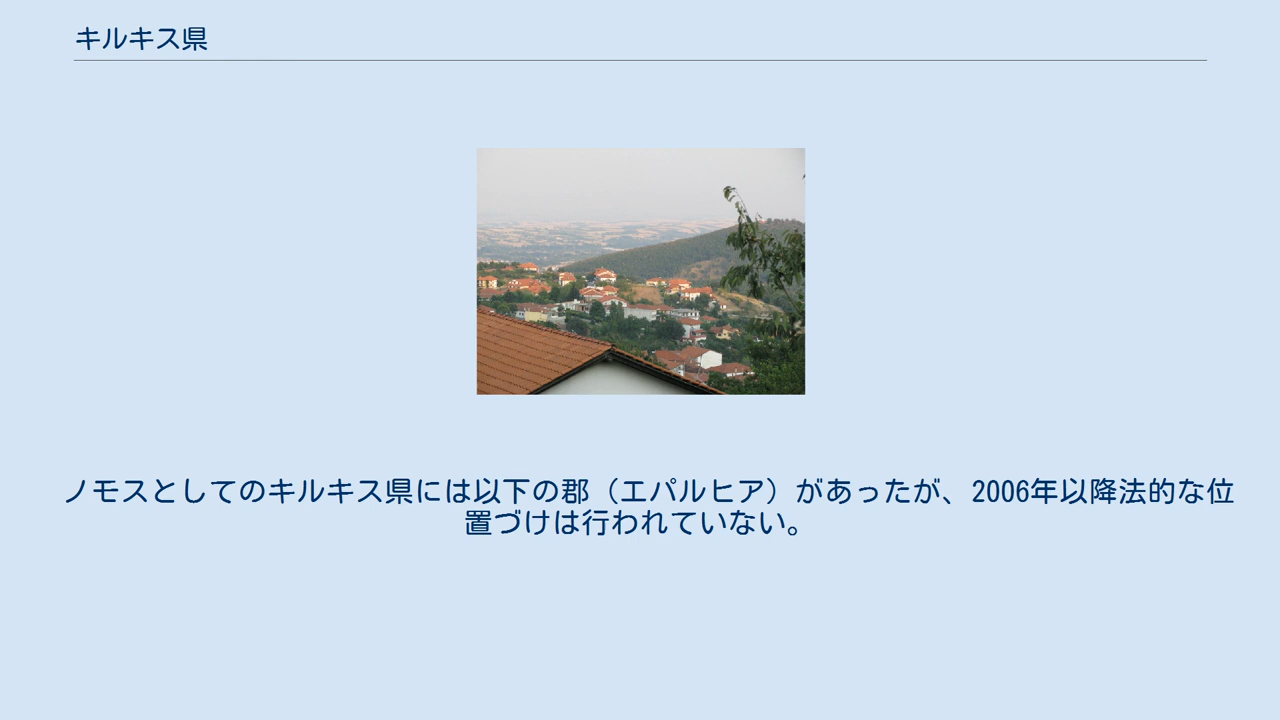 キルキス県
ノモスとしてのキルキス県には以下の郡（エパルヒア）があったが、2006年以降法的な位
置づけは行われていない。